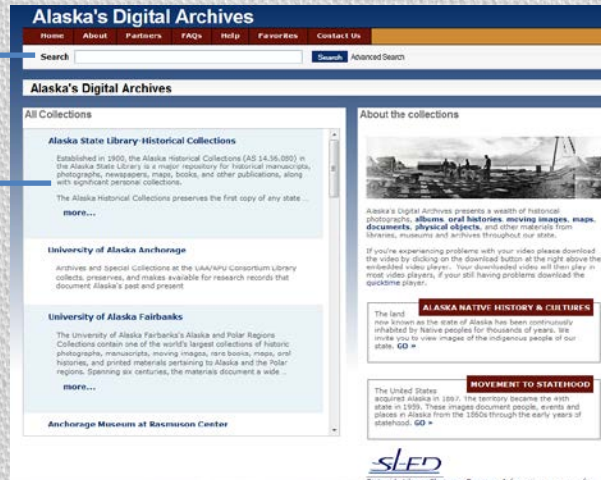 Alaska's Digital Archives
Home About Partners FAQs Help Favorites Contact Us
Search Search Advanced Search
Alaska's Digital Archives
All Collections
Alaska State Library-Historical Collections
Established in 1900, the Alaska Historical Collections (AS 14.56.080) in
the Alaska State Library is a major repository for historical manuscripts,
photographs, newspapers, maps, books, and other publications, along
with significant personal collections.
The Alaska Historical Collections preserves the first copy of any state ...
more...
University of Alaska Anchorage
Archives and Special Collections at the UAA/APU Consortium Library
collects, preserves, and makes available for research records that
document Alaska's past and present
University of Alaska Fairbanks
The University of Alaska Fairbanks's Alaska and Polar Regions
Collections contain one of the world's largest collections of historic
photographs, manuscripts, moving images, rare books, maps, oral
histories, and printed materials pertaining to Alaska and the Polar
regions. Spanning six centuries, the materials document a wide ..
more...
Anchorage Museum at Rasmuson Center
About the collections
Alaska's Digital Archives presents a wealth of historical
photographs, albums, oral histories, moving images, maps,
documents, physical objects, and other materials from
libraries, museums and archives throughout our state.
If you're experiencing problems with your video please download
the video by clicking on the download button at the right above the
embedded video player. Your downloaded video will then play in
most video players, if your still having problems download the
quicktime player.
ALASKA NATIVE HISTORY & CULTURES
The land
now known as the state of Alaska has been continuously
inhabited by Native peoples for thousands of years. We
invite you to view images of the indigenous people of our
state. GO »
MOVEMENT TO STATEHOOD
The United States
acquired Alaska in 1867. The territory became the 49th
state in 1959. These images document people, events and
places in Alaska from the 1860s through the early years of
statehood. GO »
SLED